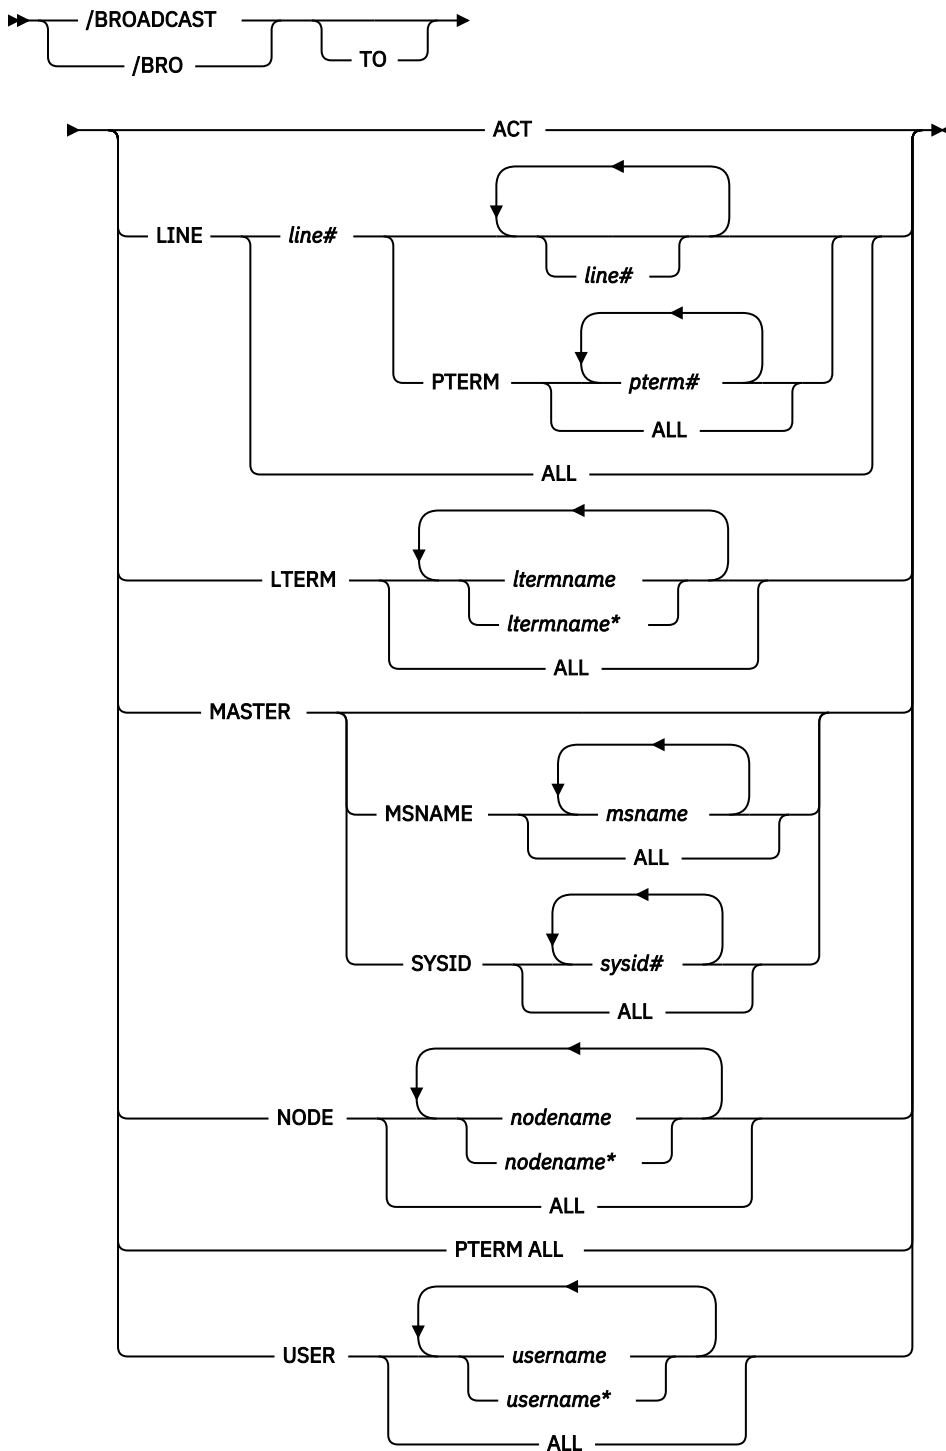 /BROADCAST
/BRO
TO
ACT
LINE line#
line#
PTERM pterm#
ALL
ALL
LTERM ltermname
ltermname*
ALL
MASTER
MSNAME msname
ALL
SYSID sysid#
ALL
NODE nodename
nodename*
ALL
PTERM ALL
USER username
username*
ALL